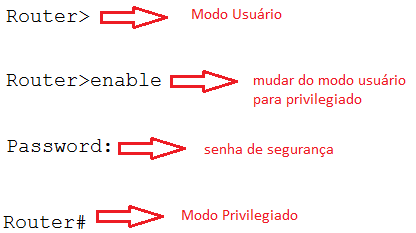 Router> Modo Usuário
Router>enable mudar do modo usuário
para privilegiado
Password: senha de segurança
Router# Modo Privilegiado